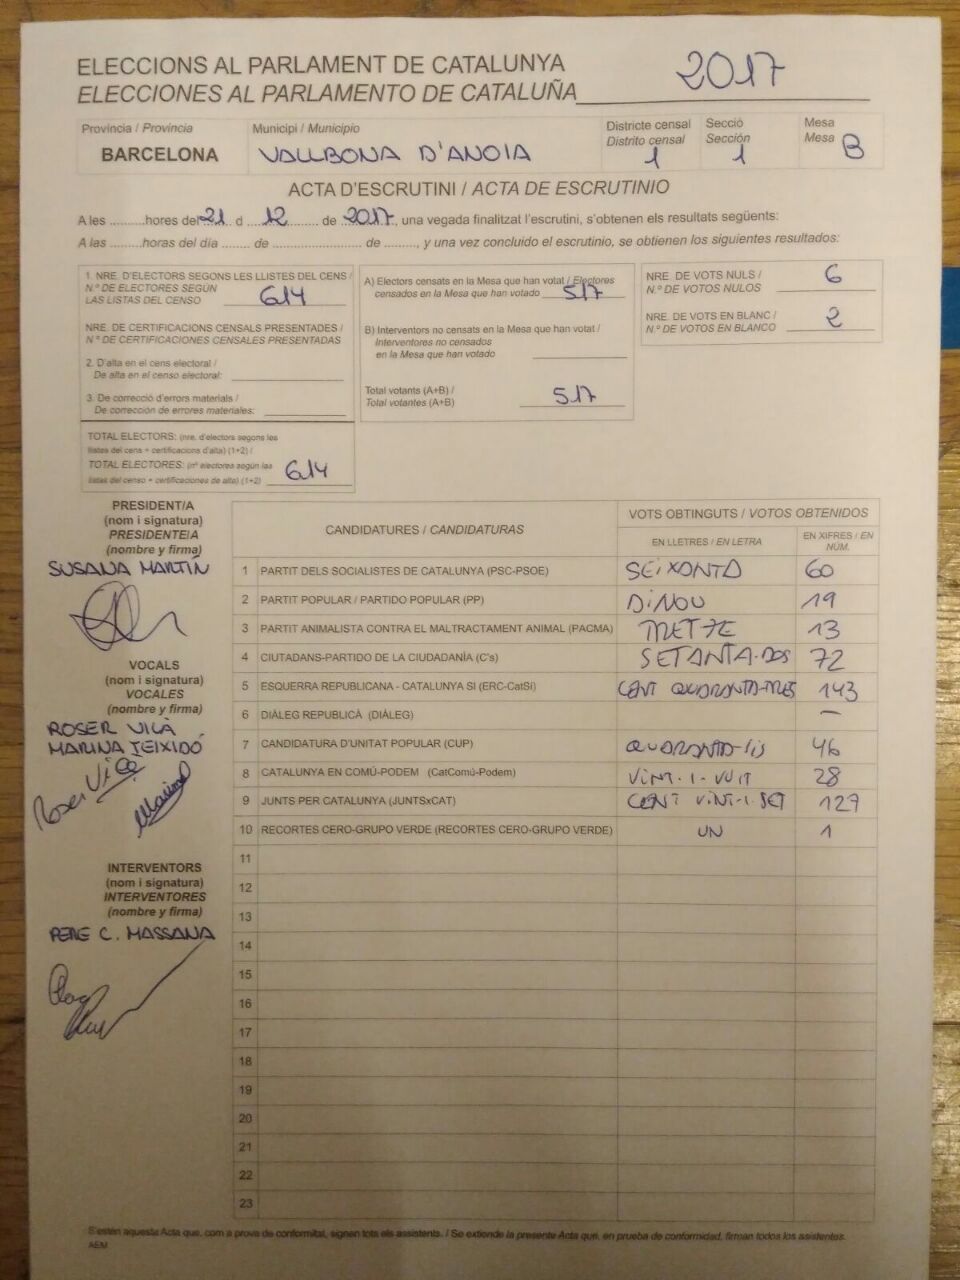 ELECCIONS AL PARLAMENT DE CATALUNYA
ELECCIONES AL PARLAMENTO DE CATALUÑA 2017
Província / Provincia
BARCELONA
Municipi / Municipio
VALLBONA D'ANOIA
Districte censal
Distrito censal
1
Secció
Sección
1
Mesa
Mesa B
ACTA D'ESCRUTINI / ACTA DE ESCRUTINIO
A les ..........hores del 21 d 12 de 2017, una vegada finalitzat l'escrutini, s'obtenen els resultats següents:
A las .........horas del día ....... de ......................... de ........., y una vez concluido el escrutinio, se obtienen los siguientes resultados:
1. NRE. D'ELECTORS SEGONS LES LLISTES DEL CENS /
N.º DE ELECTORES SEGÚN
LAS LISTAS DEL CENSO 614
NRE. DE CERTIFICACIONS CENSALS PRESENTADES /
N.º DE CERTIFICACIONES CENSALES PRESENTADAS
2. D'alta en el cens electoral /
De alta en el censo electoral:
3. De correcció d'errors materials /
De corrección de errores materiales:
TOTAL ELECTORS: (nre. d'electors segons les
llistes del cens + certificacions d'alta) (1+2) /
TOTAL ELECTORES: (nº electores según las
listas del censo + certificaciones de alta) (1+2) 614
A) Electors censats en la Mesa que han votat / Electores
censados en la Mesa que han votado 517
B) Interventors no censats en la Mesa que han votat /
Interventores no censados
en la Mesa que han votado
Total votants (A+B) /
Total votantes (A+B) 517
NRE. DE VOTS NULS /
N.º DE VOTOS NULOS 6
NRE. DE VOTS EN BLANC /
N.º DE VOTOS EN BLANCO 2
PRESIDENT/A
(nom i signatura)
PRESIDENTE/A
(nombre y firma)
SUSANA MARTÍN
VOCALS
(nom i signatura)
VOCALES
(nombre y firma)
ROSER VILÀ
MARINA TEIXIDÓ
Roser Vilà
INTERVENTORS
(nom i signatura)
INTERVENTORES
(nombre y firma)
PERE C. MASSANA
CANDIDATURES / CANDIDATURAS
VOTS OBTINGUTS / VOTOS OBTENIDOS
EN LLETRES / EN LETRA
EN XIFRES / EN
NÚM.
1 PARTIT DELS SOCIALISTES DE CATALUNYA (PSC-PSOE) SEIXANTA 60
2 PARTIT POPULAR / PARTIDO POPULAR (PP) DINOU 19
3 PARTIT ANIMALISTA CONTRA EL MALTRACTAMENT ANIMAL (PACMA) TRETZE 13
4 CIUTADANS-PARTIDO DE LA CIUDADANÍA (C's) SETANTA-DOS 72
5 ESQUERRA REPUBLICANA - CATALUNYA SI (ERC-CatSí) CENT QUARANTA-TRES 143
6 DIÀLEG REPUBLICÀ (DIÀLEG) —
7 CANDIDATURA D'UNITAT POPULAR (CUP) QUARANTA-SIS 46
8 CATALUNYA EN COMÚ-PODEM (CatComú-Podem) VINT-I-VUIT 28
9 JUNTS PER CATALUNYA (JUNTSxCAT) CENT VINT-I-SET 127
10 RECORTES CERO-GRUPO VERDE (RECORTES CERO-GRUPO VERDE) UN 1
11
12
13
14
15
16
17
18
19
20
21
22
23
S'estén aquesta Acta que, com a prova de conformitat, signen tots els assistents. / Se extiende la presente Acta que, en prueba de conformidad, firman todos los asistentes.
AEM